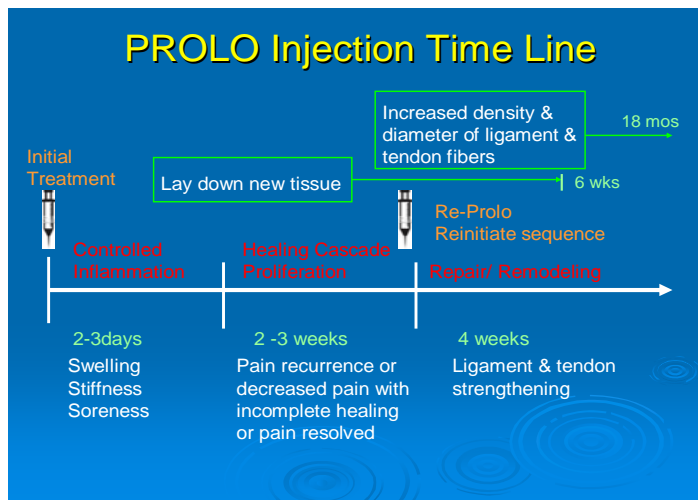 PROLO Injection Time Line
Increased density &
diameter of ligament &
tendon fibers
18 mos
Initial
Treatment
Lay down new tissue
6 wks
Re-Prolo
Reinitiate sequence
Controlled
Inflammation
Healing Cascade
Proliferation
Repair/ Remodeling
2-3days
Swelling
Stiffness
Soreness
2 -3 weeks
Pain recurrence or
decreased pain with
incomplete healing
or pain resolved
4 weeks
Ligament & tendon
strengthening